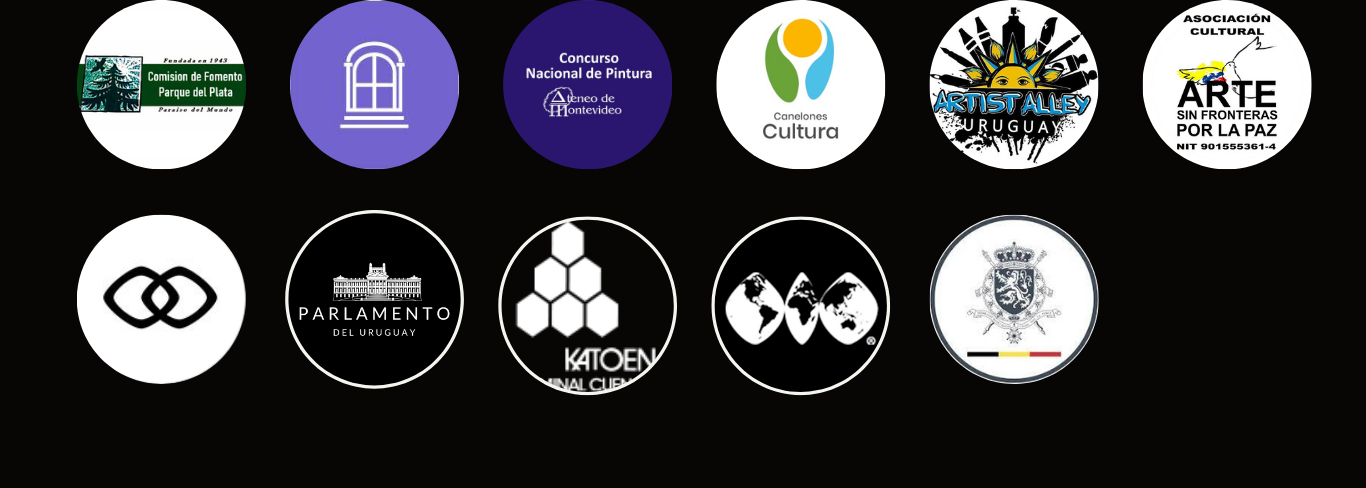 Fundada en 1943
Comision de Fomento
Parque del Plata
Paraiso del Mundo
Concurso
Nacional de Pintura
Ateneo de
Montevideo
Canelones
Cultura
ARTIST ALLEY
URUGUAY
ASOCIACIÓN
CULTURAL
ARTE
SIN FRONTERAS
POR LA PAZ
NIT 901555361-4
PARLAMENTO
DEL URUGUAY
KATOEN
®